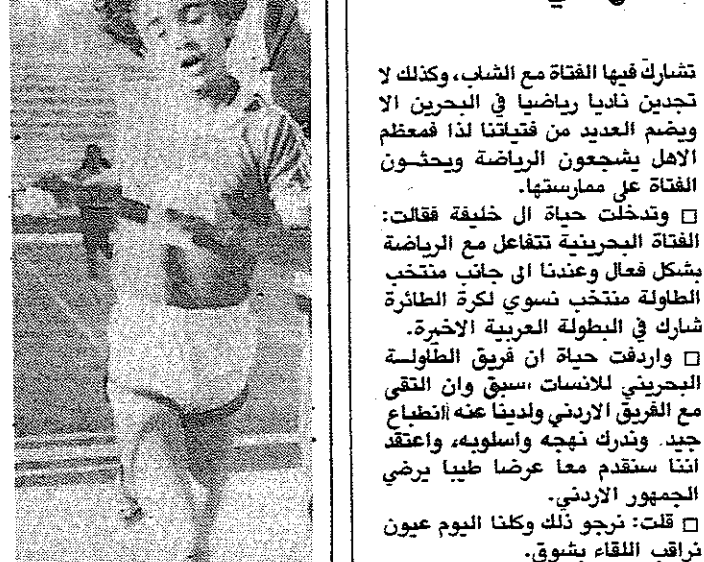 تشارك فيها الفتاة مع الشاب، وكذلك لا
تجدين ناديا رياضيا في البحرين الا
ويضم العديد من فتياتنا لذا فمعظم
الاهل يشجعون الرياضة ويحثون
الفتاة على ممارستها.
□ وتدخلت حياة ال خليفة فقالت:
الفتاة البحرينية تتفاعل مع الرياضة
بشكل فعال وعندنا الى جانب منتخب
الطاولة منتخب نسوي لكرة الطائرة
شارك في البطولة العربية الاخيرة.
□ واردفت حياة ان فريق الطاولة
البحريني للانسات سبق وان التقى
مع الفريق الاردني ولدينا عنه انطباع
جيد. وندرك نهجه واسلوبه، واعتقد
اننا سنقدم معا عرضا طيبا يرضي
الجمهور الاردني.
□ قلت: نرجو ذلك وكلنا اليوم عيون
نراقب اللقاء بشوق.